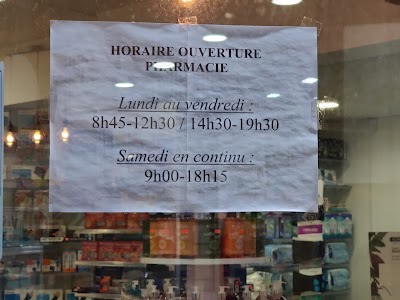 HORAIRE OUVERTURE
PHARMACIE
Lundi au vendredi :
8h45-12h30 / 14h30-19h30
Samedi en continu :
9h00-18h15